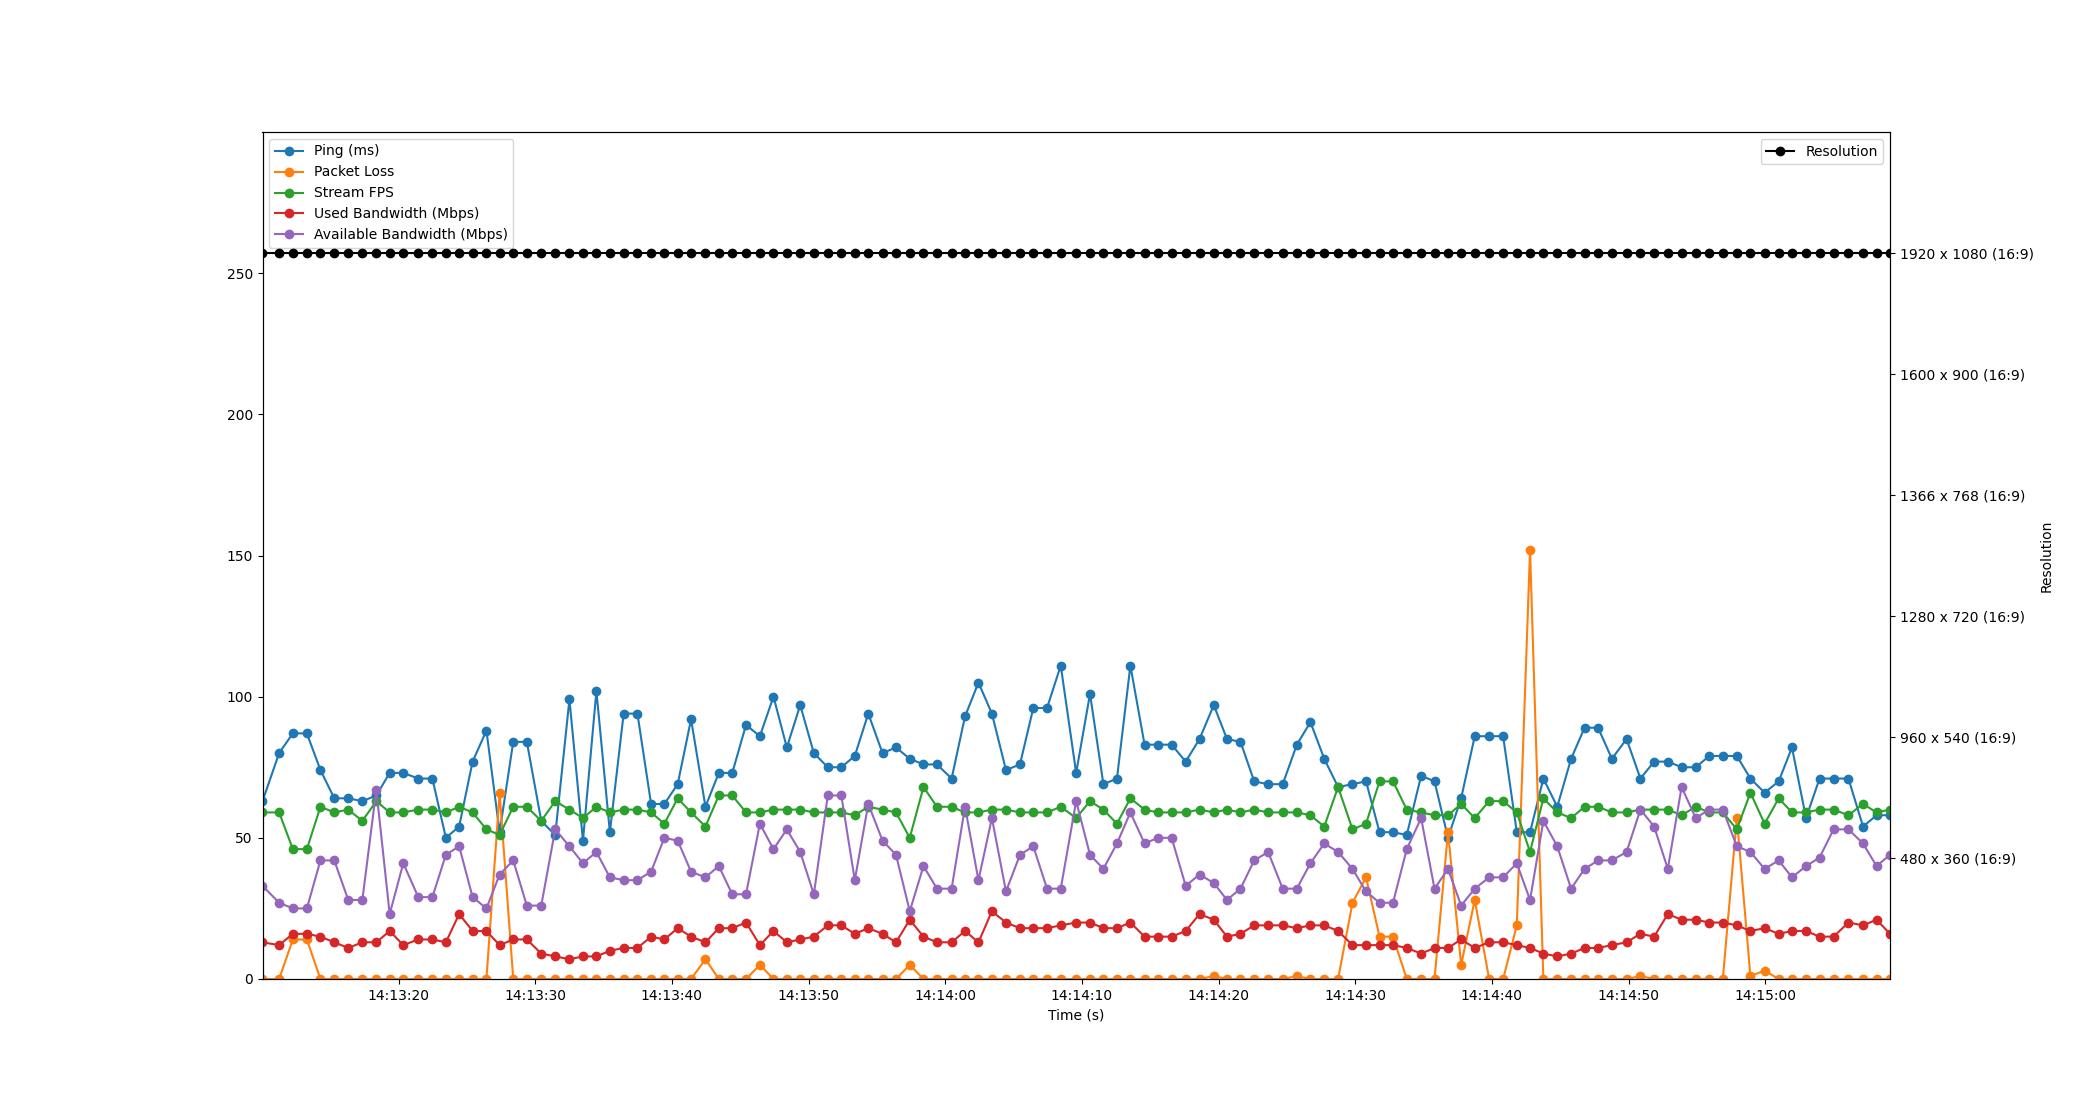 Ping (ms)
Packet Loss
Stream FPS
Used Bandwidth (Mbps)
Available Bandwidth (Mbps)
Resolution
250
200
150
100
50
0
1920 x 1080 (16:9)
1600 x 900 (16:9)
1366 x 768 (16:9)
1280 x 720 (16:9)
960 x 540 (16:9)
480 x 360 (16:9)
Resolution
14:13:20
14:13:30
14:13:40
14:13:50
14:14:00
14:14:10
14:14:20
14:14:30
14:14:40
14:14:50
14:15:00
Time (s)